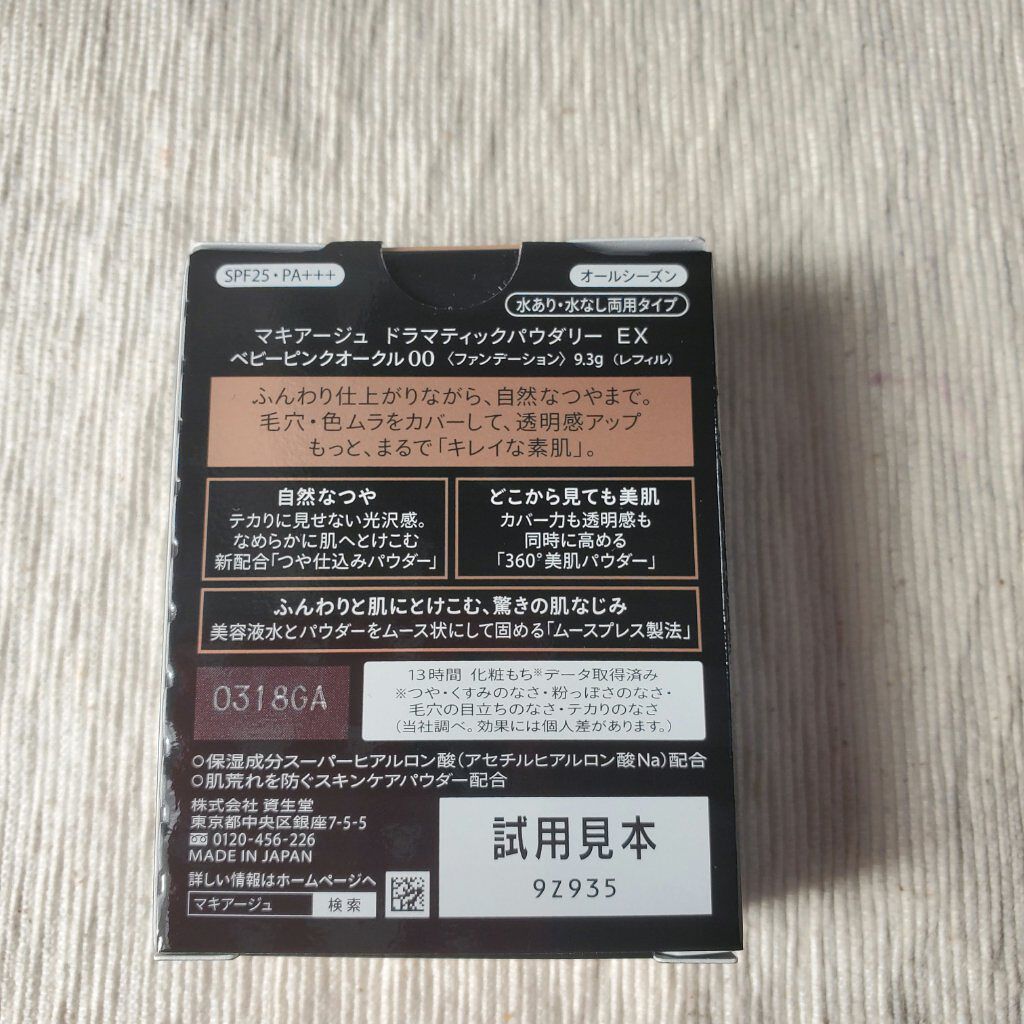 SPF25・PA+++
オールシーズン
水あり・水なし両用タイプ
マキアージュ ドラマティックパウダリー EX
ベビーピンクオークル00 〈ファンデーション〉 9.3g (レフィル)
ふんわり仕上がりながら、自然なつやまで。
毛穴・色ムラをカバーして、透明感アップ
もっと、まるで「キレイな素肌」。
自然なつや
テカリに見せない光沢感。
なめらかに肌へとけこむ
新配合「つや仕込みパウダー」
どこから見ても美肌
カバー力も透明感も
同時に高める
「360°美肌パウダー」
ふんわりと肌にとけこむ、驚きの肌なじみ
美容液水とパウダーをムース状にして固める「ムースプレス製法」
0318GA
13時間 化粧もち※データ取得済み
※つや・くすみのなさ・粉っぽさのなさ・
毛穴の目立ちのなさ・テカリのなさ
(当社調べ。効果には個人差があります。)
○保湿成分スーパーヒアルロン酸(アセチルヒアルロン酸Na)配合
○肌荒れを防ぐスキンケアパウダー配合
株式会社 資生堂
東京都中央区銀座7-5-5
0120-456-226
MADE IN JAPAN
詳しい情報はホームページへ
マキアージュ 検索
試用見本
9Z935